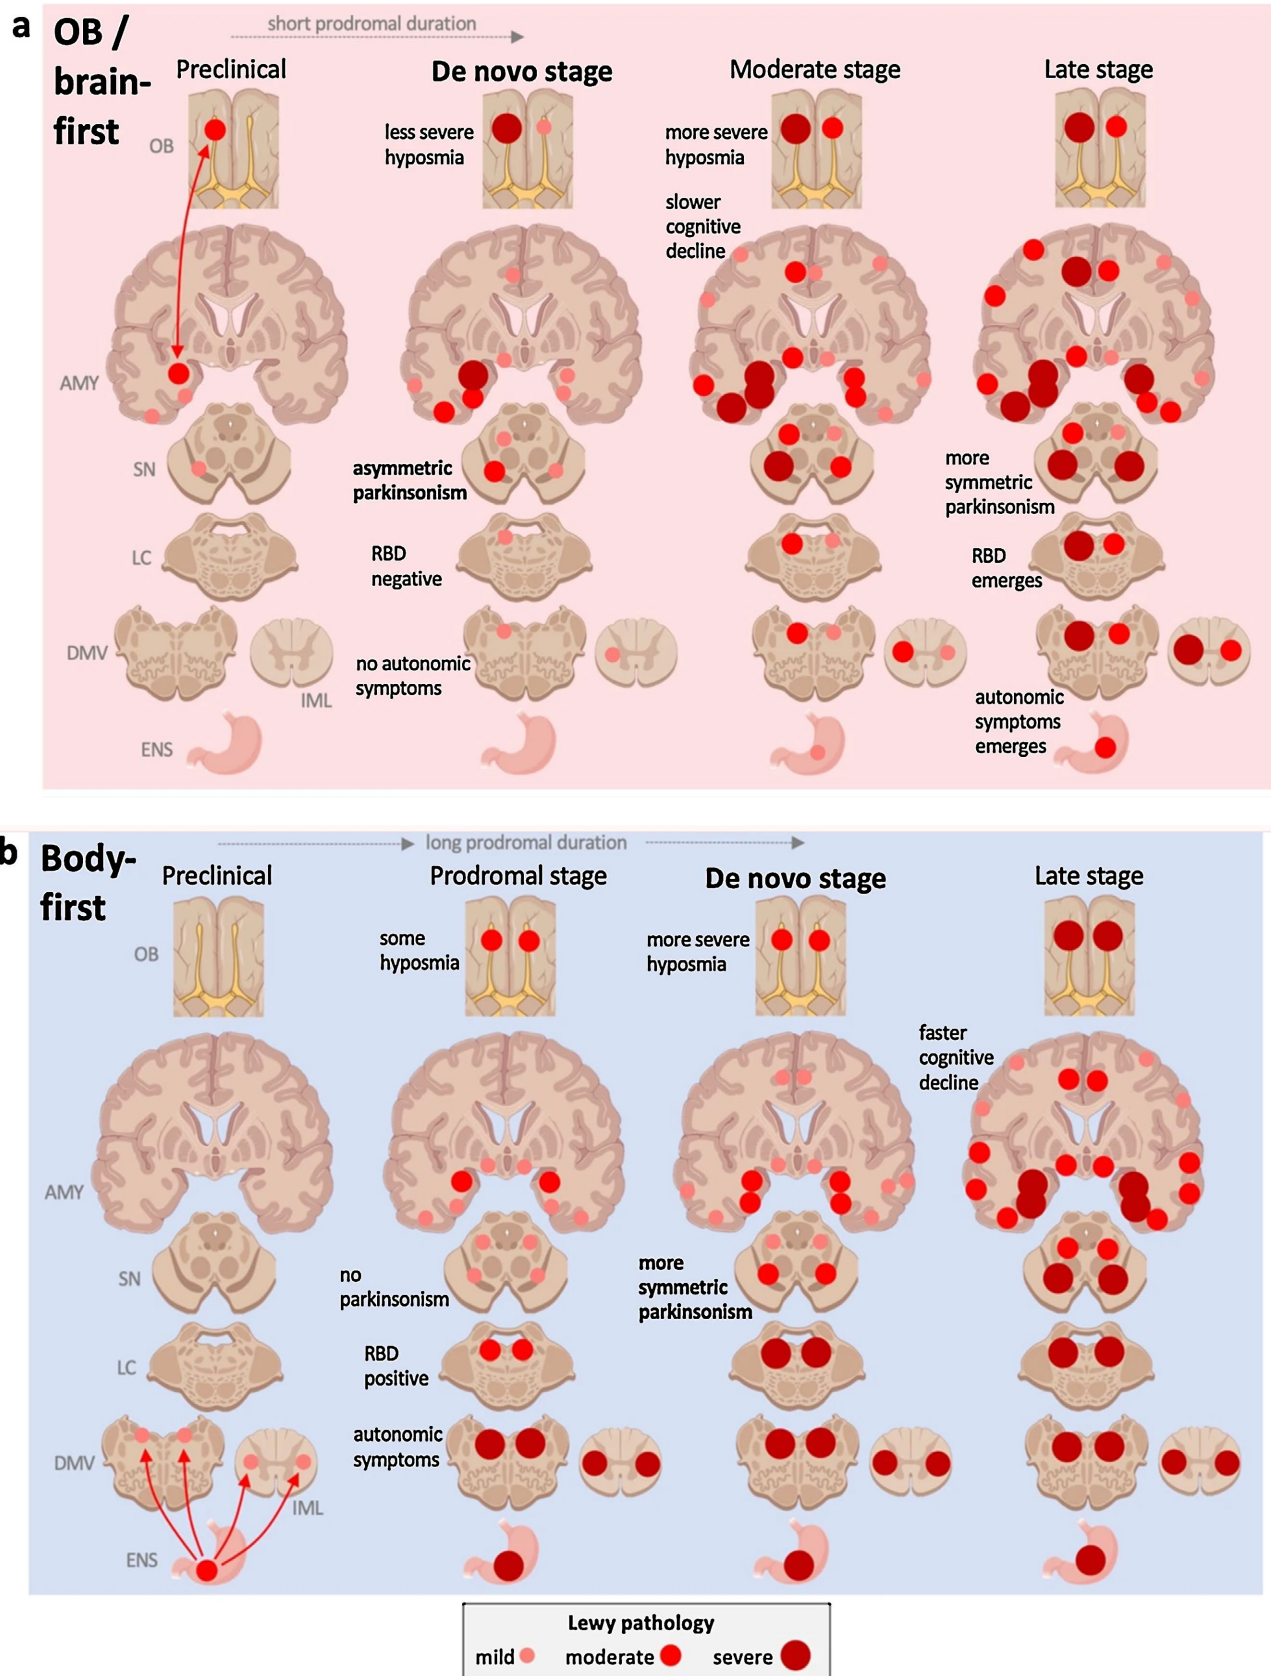 a
OB /
brain-
first
short prodromal duration
Preclinical
De novo stage
Moderate stage
Late stage
OB
less severe
hyposmia
more severe
hyposmia
slower
cognitive
decline
AMY
SN
asymmetric
parkinsonism
more
symmetric
parkinsonism
LC
RBD
negative
RBD
emerges
DMV
IML
no autonomic
symptoms
autonomic
symptoms
emerges
ENS
b
Body-
first
long prodromal duration
Preclinical
Prodromal stage
De novo stage
Late stage
OB
some
hyposmia
more severe
hyposmia
faster
cognitive
decline
AMY
SN
no
parkinsonism
more
symmetric
parkinsonism
LC
RBD
positive
DMV
IML
autonomic
symptoms
ENS
Lewy pathology
mild
moderate
severe